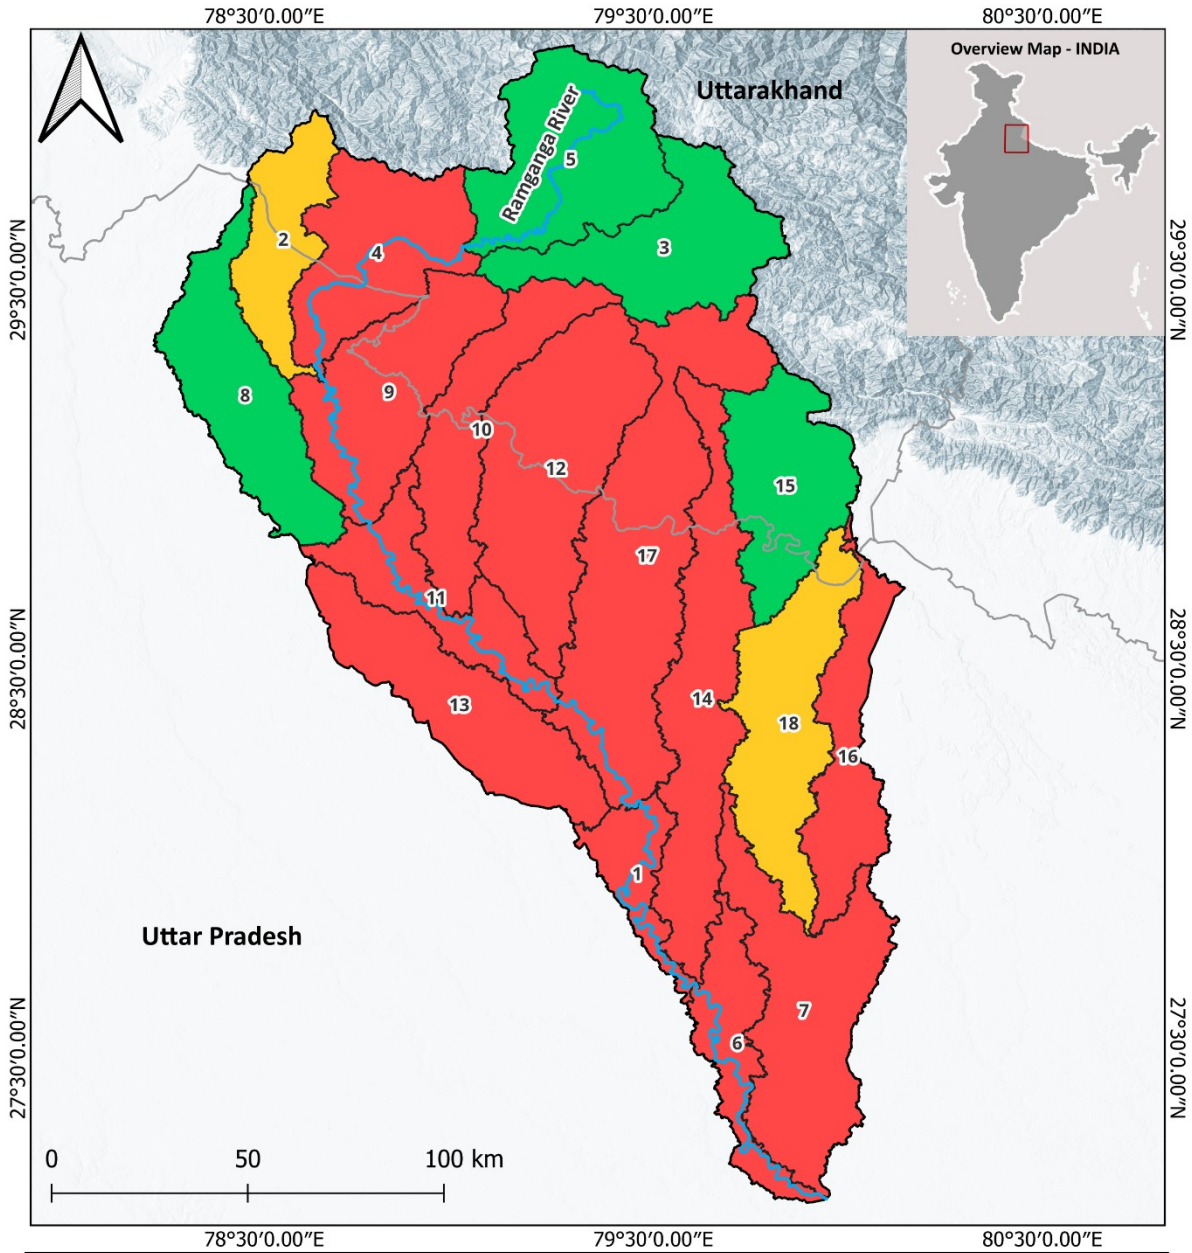 78°30′0.00″E
79°30′0.00″E
80°30′0.00″E
Overview Map - INDIA
Uttarakhand
Ramganga River
5
2
4
3
29°30′0.00″N
29°30′0.00″N
8
9
10
12
15
17
11
28°30′0.00″N
28°30′0.00″N
13
14
18
16
1
Uttar Pradesh
7
6
27°30′0.00″N
27°30′0.00″N
0
50
100 km
78°30′0.00″E
79°30′0.00″E
80°30′0.00″E